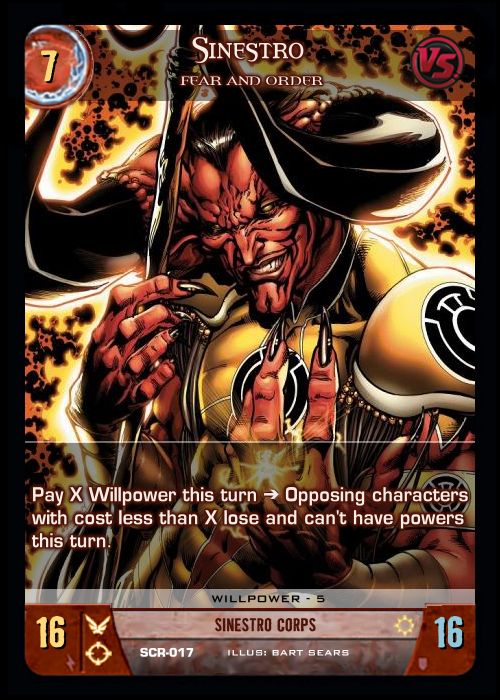 7
Sinestro
VS
Fear and Order
Pay X Willpower this turn ➔ Opposing characters
with cost less than X lose and can't have powers
this turn.
WILLPOWER - 5
16
SINESTRO CORPS
16
SCR-017
ILLUS: BART SEARS